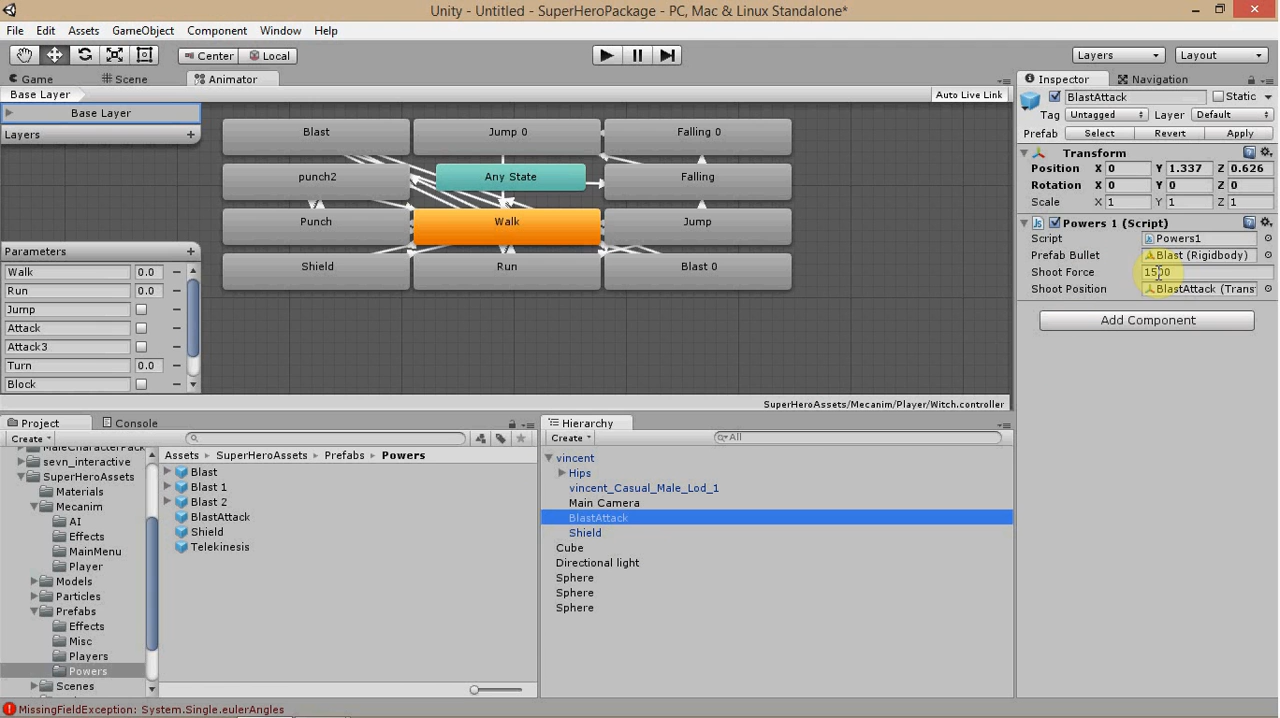 Unity - Untitled - SuperHeroPackage - PC, Mac & Linux Standalone*
File Edit Assets GameObject Component Window Help
Center Local Layers Layout
Game Scene Animator
Base Layer Auto Live Link
Base Layer
Layers +
Blast Jump 0 Falling 0
punch2 Any State Falling
Punch Walk Jump
Shield Run Blast 0
Parameters +
Walk 0.0
Run 0.0
Jump
Attack
Attack3
Turn 0.0
Block
SuperHeroAssets/Mecanim/Player/Witch.controller
Inspector Navigation
BlastAttack Static
Tag Untagged Layer Default
Prefab Select Revert Apply
Transform
Position X 0 Y 1.337 Z 0.626
Rotation X 0 Y 0 Z 0
Scale X 1 Y 1 Z 1
Powers 1 (Script)
Script Powers1
Prefab Bullet Blast (Rigidbody)
Shoot Force 1500
Shoot Position BlastAttack (Trans
Add Component
Project Console
Create
sevn_interactive
SuperHeroAssets
Materials
Mecanim
AI
Effects
MainMenu
Player
Models
Particles
Prefabs
Effects
Misc
Players
Powers
Scenes
Assets SuperHeroAssets Prefabs Powers
Blast
Blast 1
Blast 2
BlastAttack
Shield
Telekinesis
Hierarchy
Create All
vincent
Hips
vincent_Casual_Male_Lod_1
Main Camera
BlastAttack
Shield
Cube
Directional light
Sphere
Sphere
Sphere
MissingFieldException: System.Single.eulerAngles